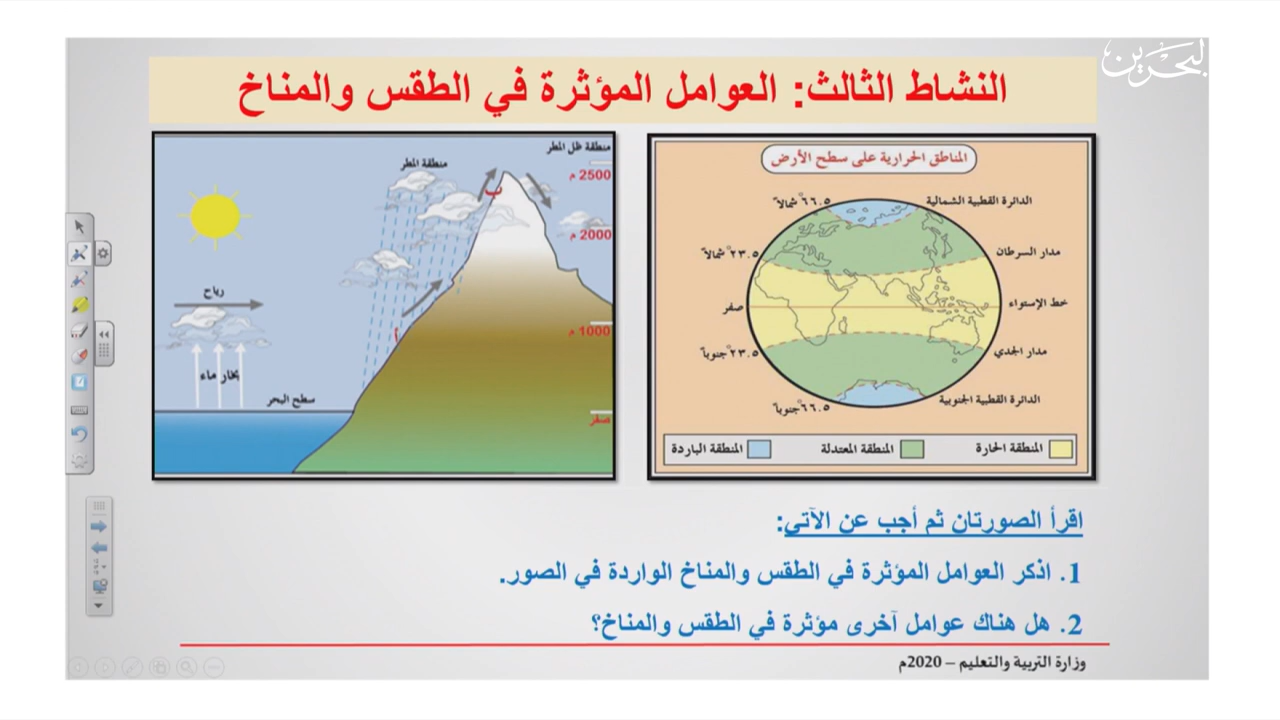 البحرين
النشاط الثالث: العوامل المؤثرة في الطقس والمناخ
المناطق الحرارية على سطح الأرض
الدائرة القطبية الشمالية
٦٦.٥° شمالاً
مدار السرطان
٢٣.٥° شمالاً
خط الإستواء
صفر
مدار الجدي
٢٣.٥° جنوباً
الدائرة القطبية الجنوبية
٦٦.٥° جنوباً
المنطقة الحارة
المنطقة المعتدلة
المنطقة الباردة
منطقة ظل المطر
منطقة المطر
2500 م
ب
2000 م
رياح
أ
1000 م
بخار ماء
سطح البحر
صفر
اقرأ الصورتان ثم أجب عن الآتي:
1. اذكر العوامل المؤثرة في الطقس والمناخ الواردة في الصور.
2. هل هناك عوامل آخرى مؤثرة في الطقس والمناخ؟
وزارة التربية والتعليم – 2020م